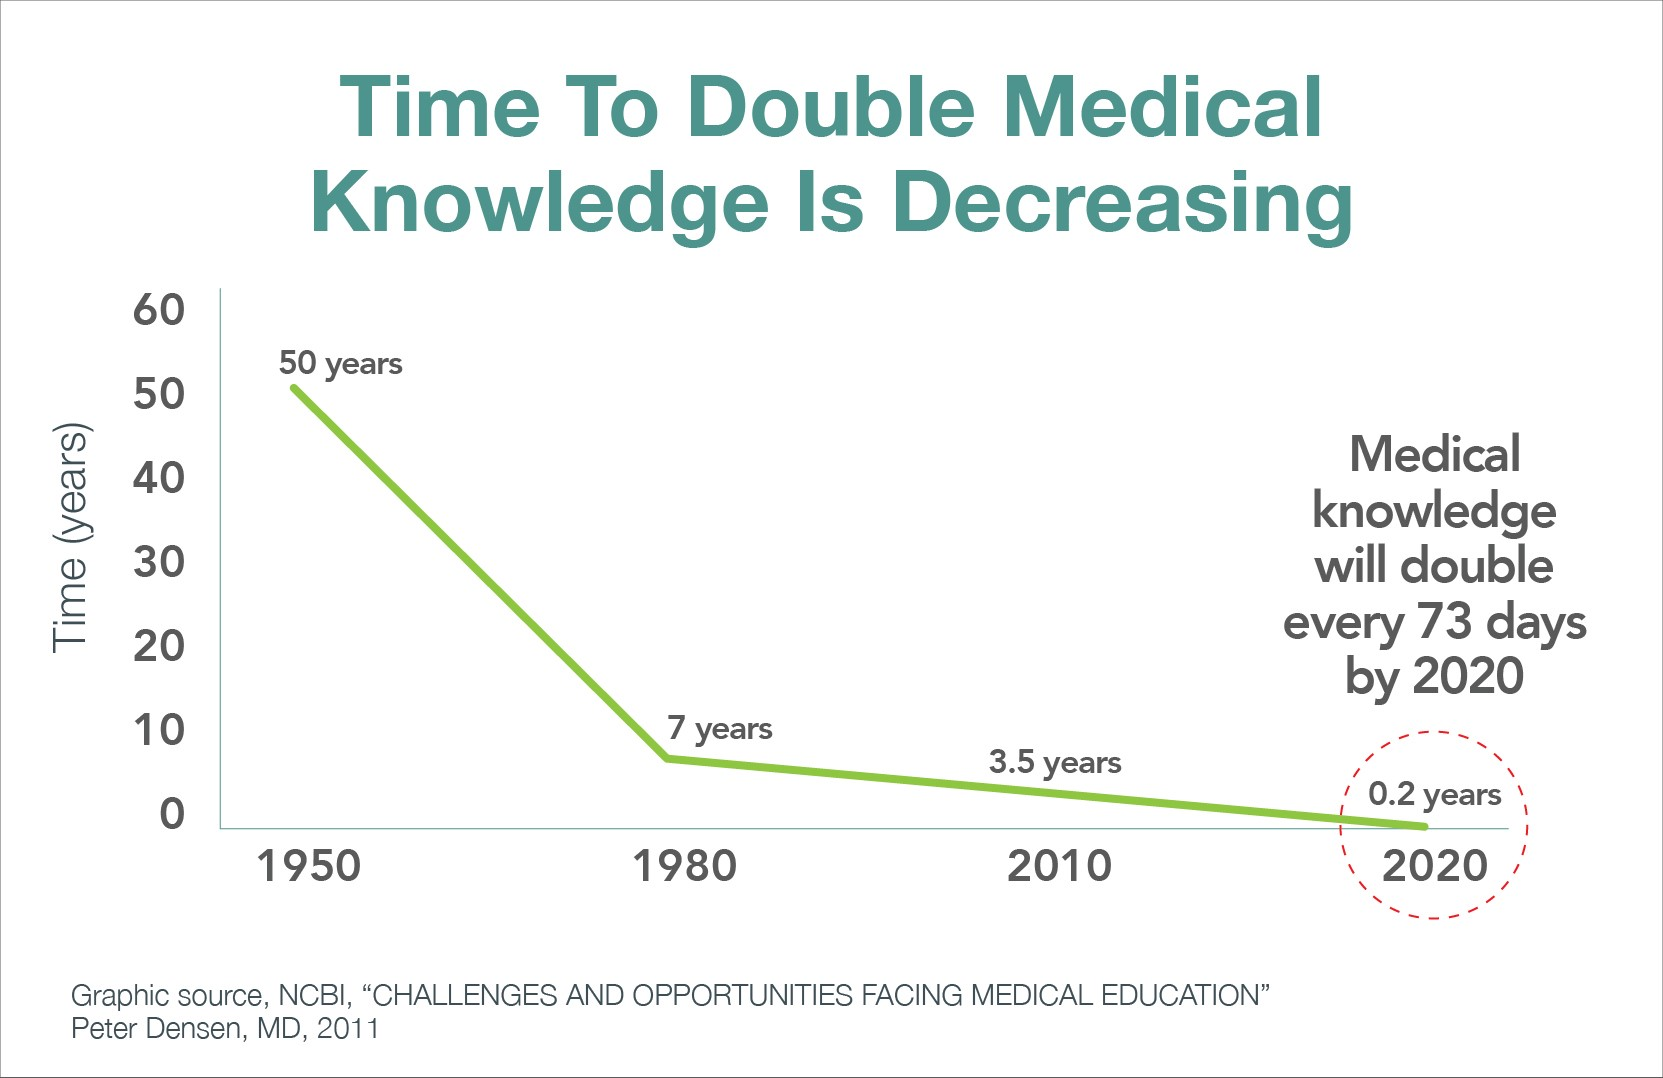 Time To Double Medical
Knowledge Is Decreasing
60
50
40
30
20
10
0
Time (years)
50 years
7 years
3.5 years
0.2 years
Medical
knowledge
will double
every 73 days
by 2020
1950
1980
2010
2020
Graphic source, NCBI, “CHALLENGES AND OPPORTUNITIES FACING MEDICAL EDUCATION”
Peter Densen, MD, 2011